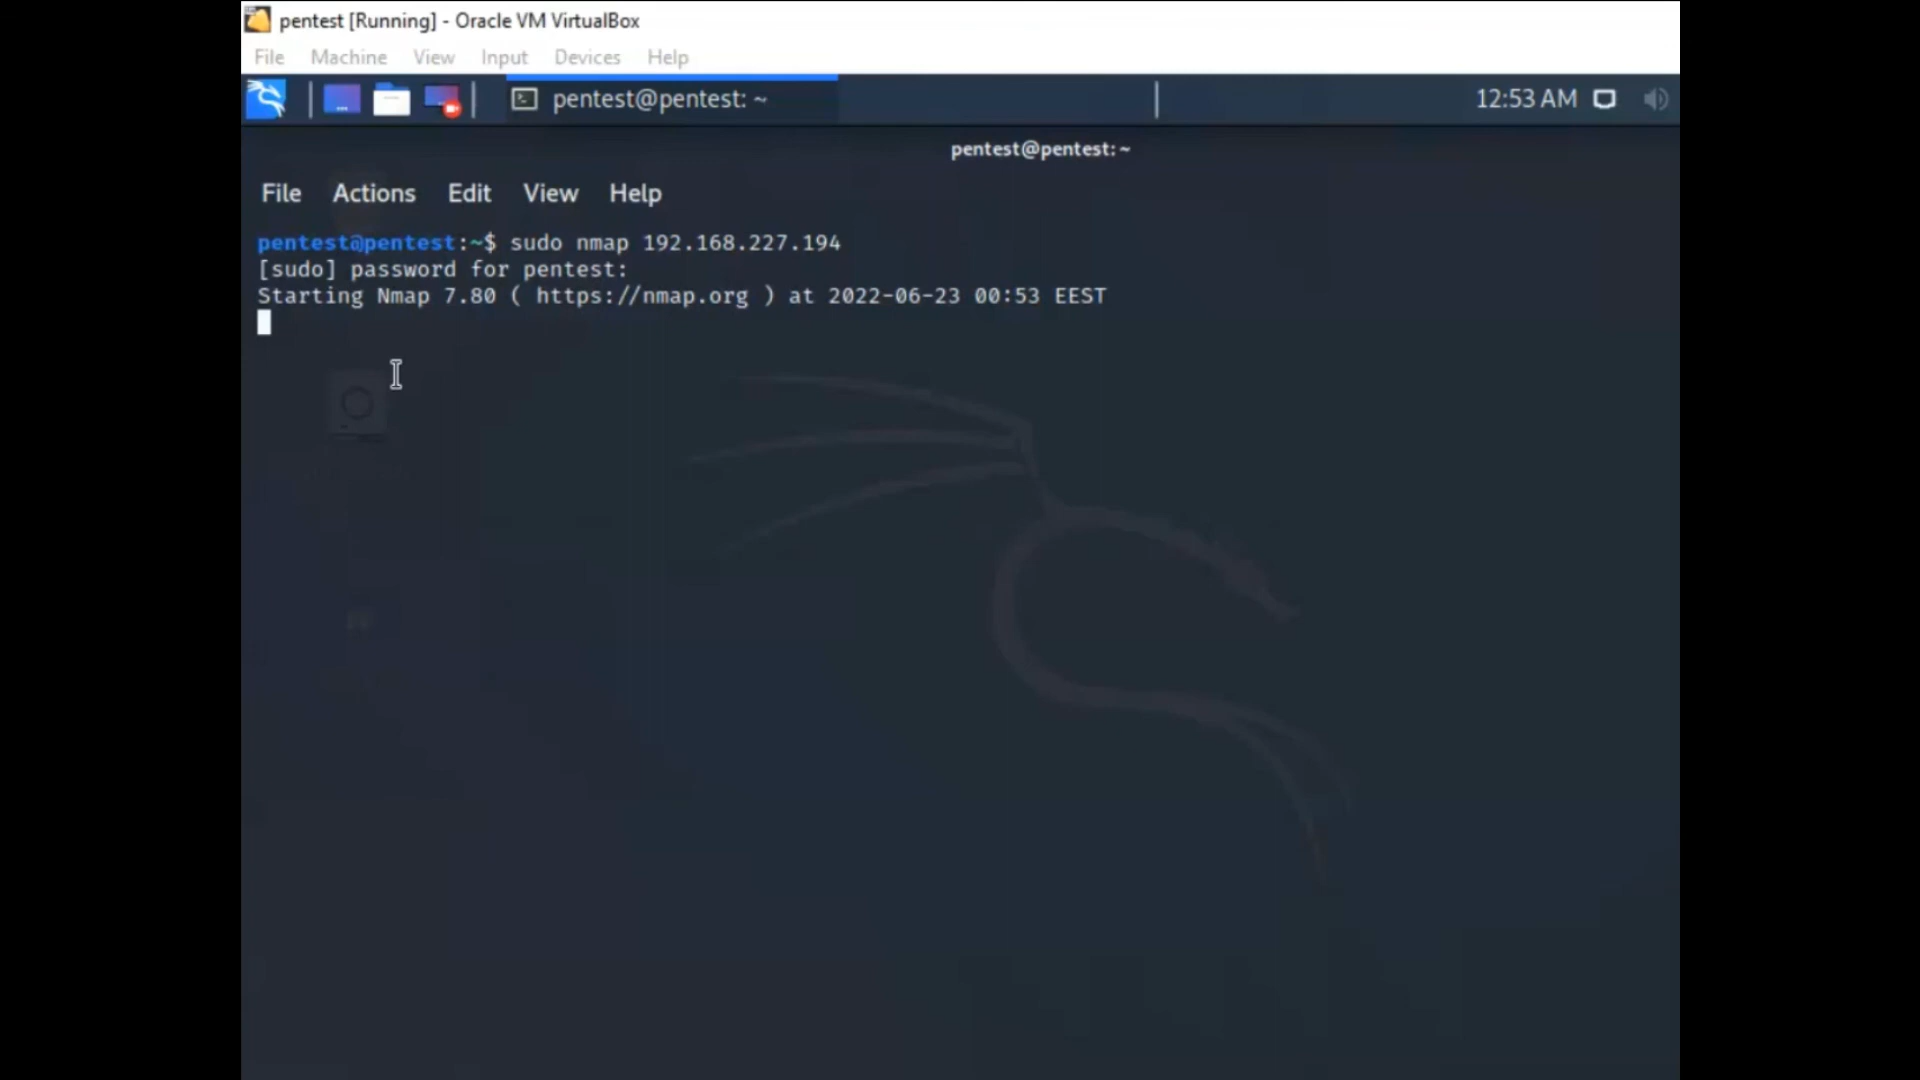 pentest [Running] - Oracle VM VirtualBox
File Machine View Input Devices Help
pentest@pentest: ~ 12:53 AM
pentest@pentest: ~
File Actions Edit View Help
pentest@pentest:~$ sudo nmap 192.168.227.194
[sudo] password for pentest:
Starting Nmap 7.80 ( https://nmap.org ) at 2022-06-23 00:53 EEST